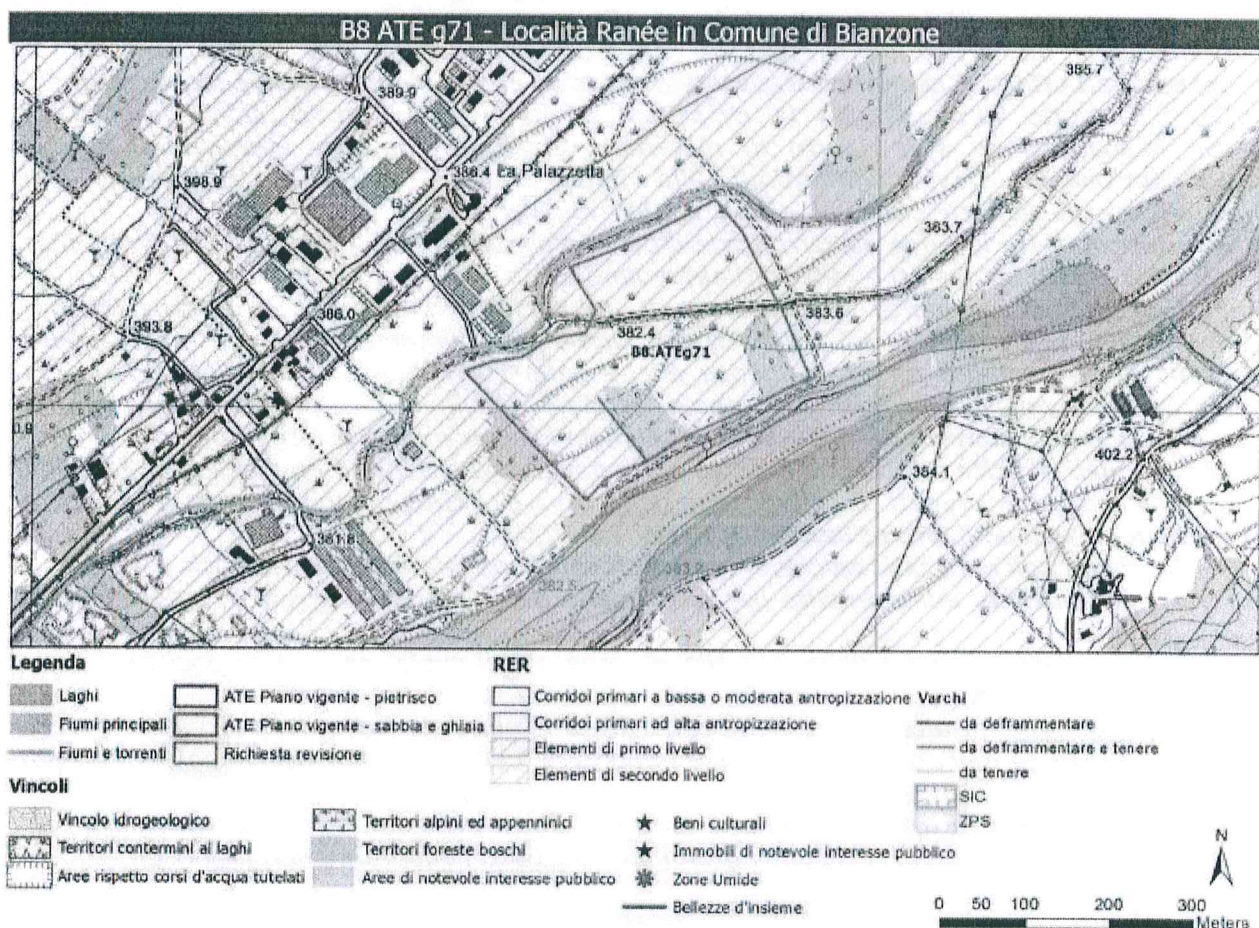 B8 ATE g71 - Località Ranée in Comune di Bianzone
385.7
389.9
386.4 La Palazzetta
398.9
383.7
393.8
386.0
382.4
383.6
B8.ATEg71
402.2
384.1
381.8
383.2
382.5
Legenda
Laghi
Fiumi principali
Fiumi e torrenti
ATE Piano vigente - pietrisco
ATE Piano vigente - sabbia e ghiaia
Richiesta revisione
RER
Corridoi primari a bassa o moderata antropizzazione
Corridoi primari ad alta antropizzazione
Elementi di primo livello
Elementi di secondo livello
Varchi
da deframmentare
da deframmentare e tenere
da tenere
SIC
ZPS
Vincoli
Vincolo idrogeologico
Territori contermini ai laghi
Aree rispetto corsi d'acqua tutelati
Territori alpini ed appenninici
Territori foreste boschi
Aree di notevole interesse pubblico
Beni culturali
Immobili di notevole interesse pubblico
Zone Umide
Bellezze d'insieme
N
0 50 100 200 300
Meters